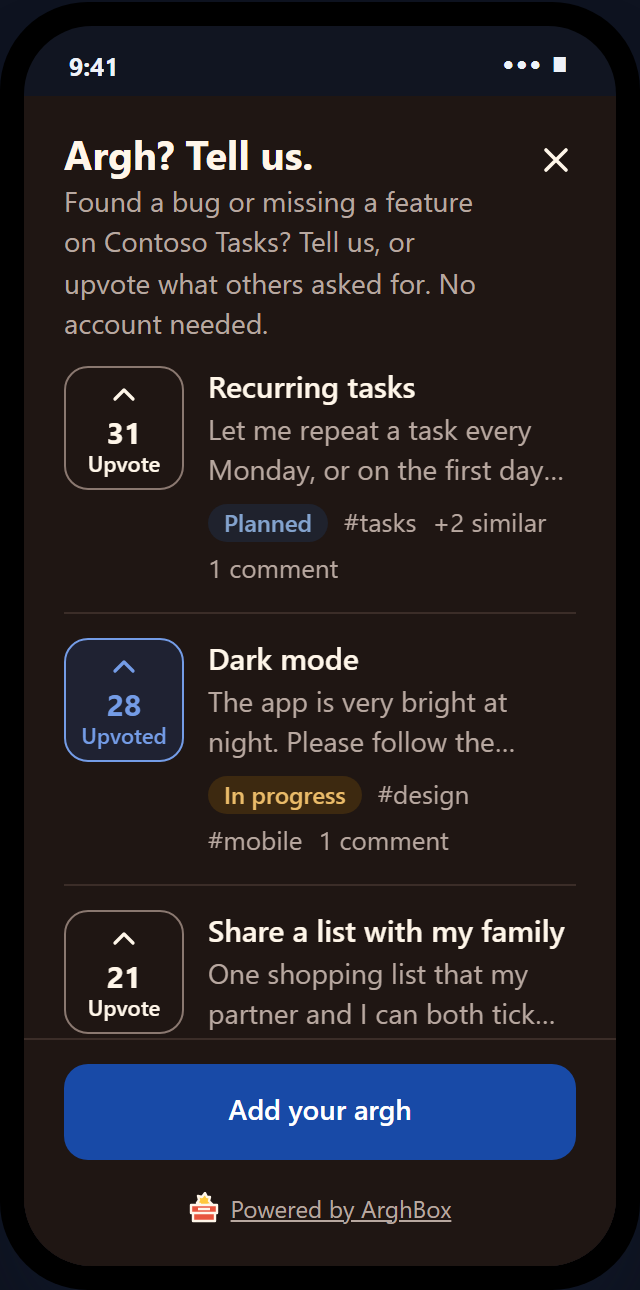 9:41
Argh? Tell us.
Found a bug or missing a feature
on Contoso Tasks? Tell us, or
upvote what others asked for. No
account needed.
31
Upvote
Recurring tasks
Let me repeat a task every
Monday, or on the first day...
Planned #tasks +2 similar
1 comment
28
Upvoted
Dark mode
The app is very bright at
night. Please follow the...
In progress #design
#mobile 1 comment
21
Upvote
Share a list with my family
One shopping list that my
partner and I can both tick...
Add your argh
Powered by ArghBox